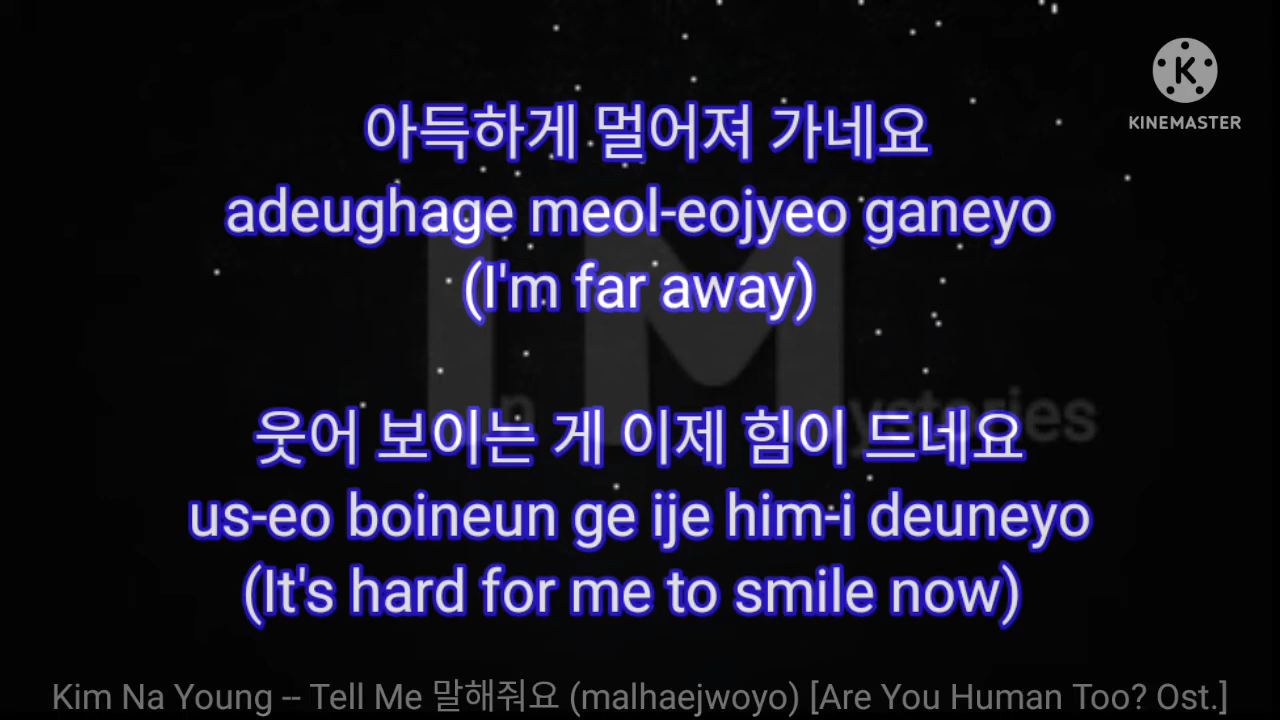 KINEMASTER
아득하게 멀어져 가네요
adeughage meol-eojyeo ganeyo
(I'm far away)
In Mysteries
웃어 보이는 게 이제 힘이 드네요
us-eo boineun ge ije him-i deuneyo
(It's hard for me to smile now)
Kim Na Young -- Tell Me 말해줘요 (malhaejwoyo) [Are You Human Too? Ost.]